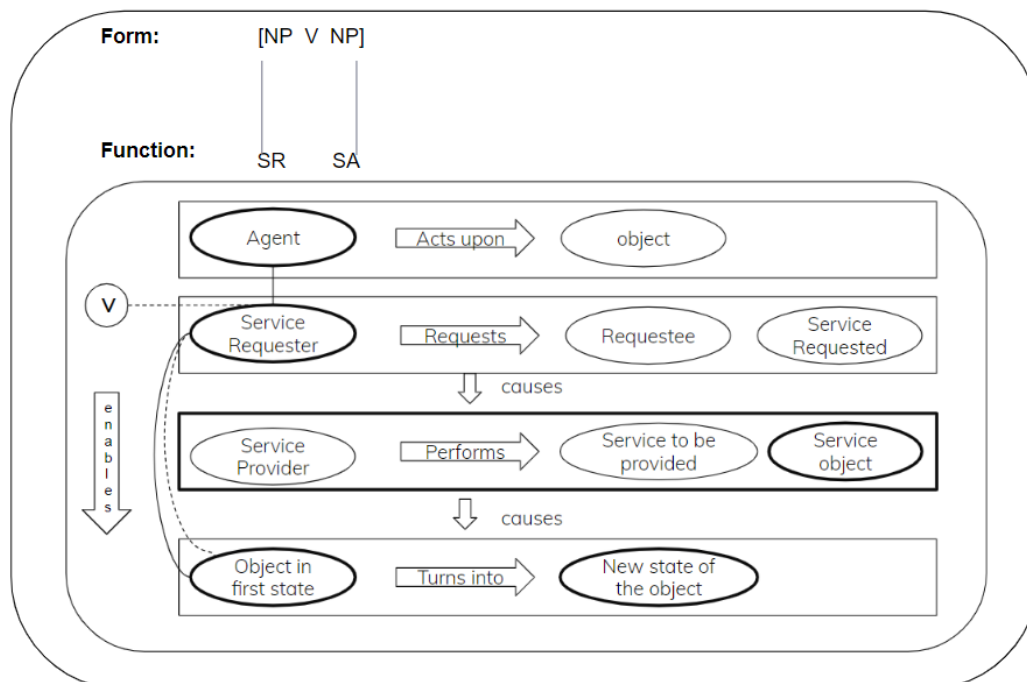 Form: [NP V NP]
Function: SR SA
Agent
Acts upon
object
V
Service
Requester
Requests
Requestee
Service
Requested
causes
enables
Service
Provider
Performs
Service to be
provided
Service
object
causes
Object in
first state
Turns into
New state of
the object